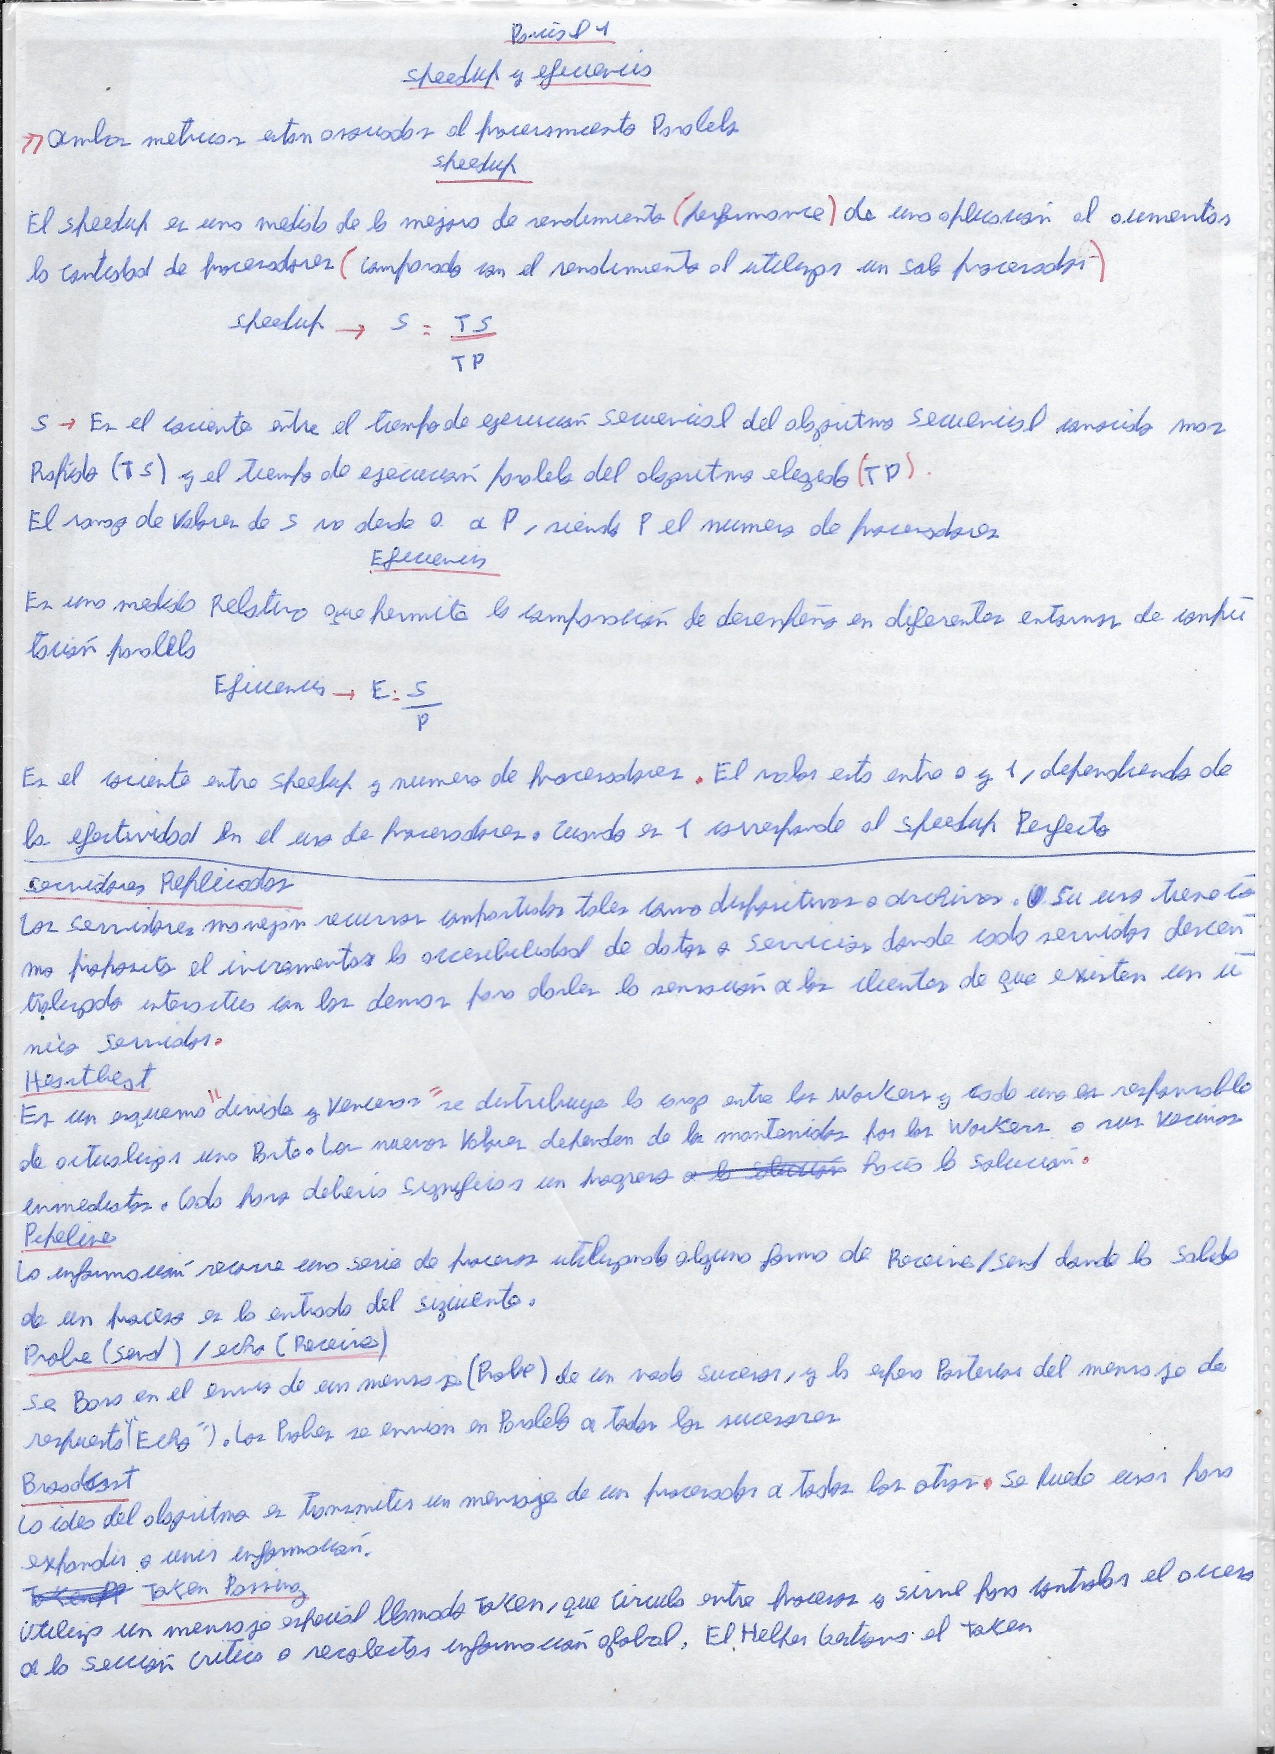 Parcial 1
Speedup y eficiencia
Ambas metricas estan asociadas al procesamiento Paralelo
Speedup
El speedup es una medida de la mejora de rendimiento (performance) de una aplicación al aumentar
la cantidad de procesadores (comparado con el rendimiento al utilizar un solo procesador)
speedup → S = TS
TP
S → Es el cociente entre el tiempo de ejecución secuencial del algoritmo secuencial conocido mas
Rapido (TS) y el tiempo de ejecución paralelo del algoritmo elegido (TP).
El rango de Valores de S va desde 0 a P, siendo P el numero de procesadores
Eficiencia
Es una medida Relativa que permite la comparación de desempeño en diferentes entornos de compu
tación paralela
Eficiencia → E = S
P
Es el cociente entre speedup y numero de procesadores. El valor esta entre 0 y 1, dependiendo de
la efectividad en el uso de procesadores. Cuando es 1 corresponde al speedup Perfecto
Servidores Replicados
Los servidores manejan recursos compartidos tales como dispositivos o archivos. Su uso tiene co
mo proposito el incrementar la accesibilidad de datos o servicios donde cada servidor descen
tralizado interactua con los demas para darles la sensación a los clientes de que existen un ú
nico servidor.
Heartbeat
Es un esquema "divide y venceras" se distribuye la carga entre los workers y cada uno es responsable
de actualizar una Parte. Los nuevos Valores dependen de los mantenidos por los Workers o sus Vecinos
inmediatos. Cada paso deberia significar un progreso a la solución hacia la solución.
Pipeline
La información recorre una serie de procesos utilizando alguna forma de Receive/send donde la salida
de un proceso es la entrada del siguiente.
Probe (send) / echo (Receive)
Se Basa en el envio de un mensaje (Probe) de un nodo sucesor, y la espera Posterior del mensaje de
respuesta "(Echo"). Los Probes se envian en Paralelo a todos los sucesores
Broadcast
La idea del algoritmo es transmitir un mensaje de un procesador a todos los otros. Se puede usar para
expandir o unir información.
Token Passing
Utiliza un mensaje especial llamado Token, que circula entre procesos y sirve para controlar el acceso
a la sección critica o recolectar información global. El Helper Gestiona el Token